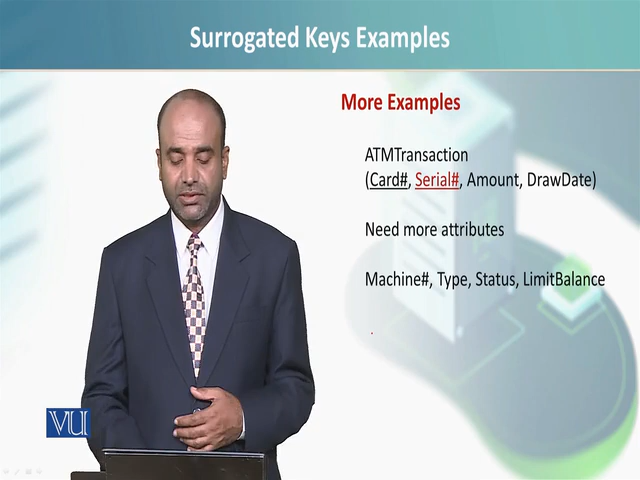 Surrogated Keys Examples
More Examples
ATMTransaction
(Card#, Serial#, Amount, DrawDate)
Need more attributes
Machine#, Type, Status, LimitBalance
VU